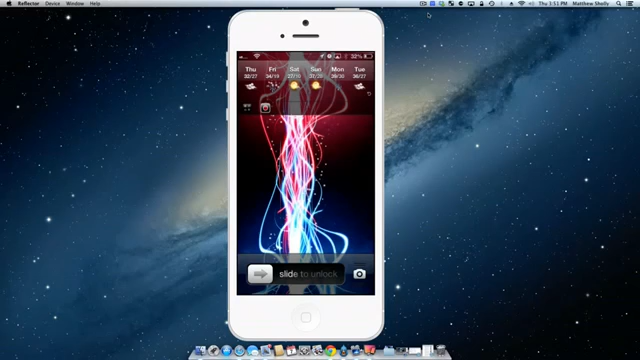 Reflector Device Window Help
Thu 3:51 PM Matthew Shelly
32%
Thu Fri Sat Sun Mon Tue
slide to unlock